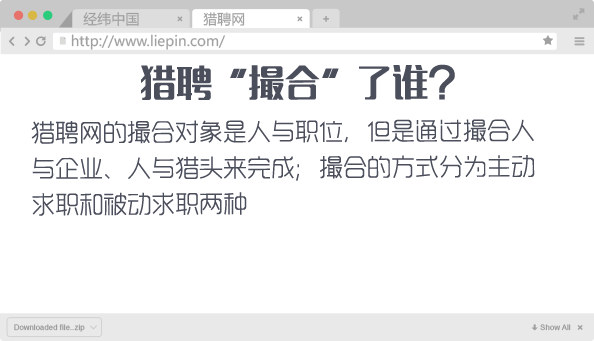 经纬中国 × 猎聘网 × +
http://www.liepin.com/
猎聘“撮合”了谁？
猎聘网的撮合对象是人与职位，但是通过撮合人
与企业、人与猎头来完成；撮合的方式分为主动
求职和被动求职两种
Downloaded file..zip Show All ×